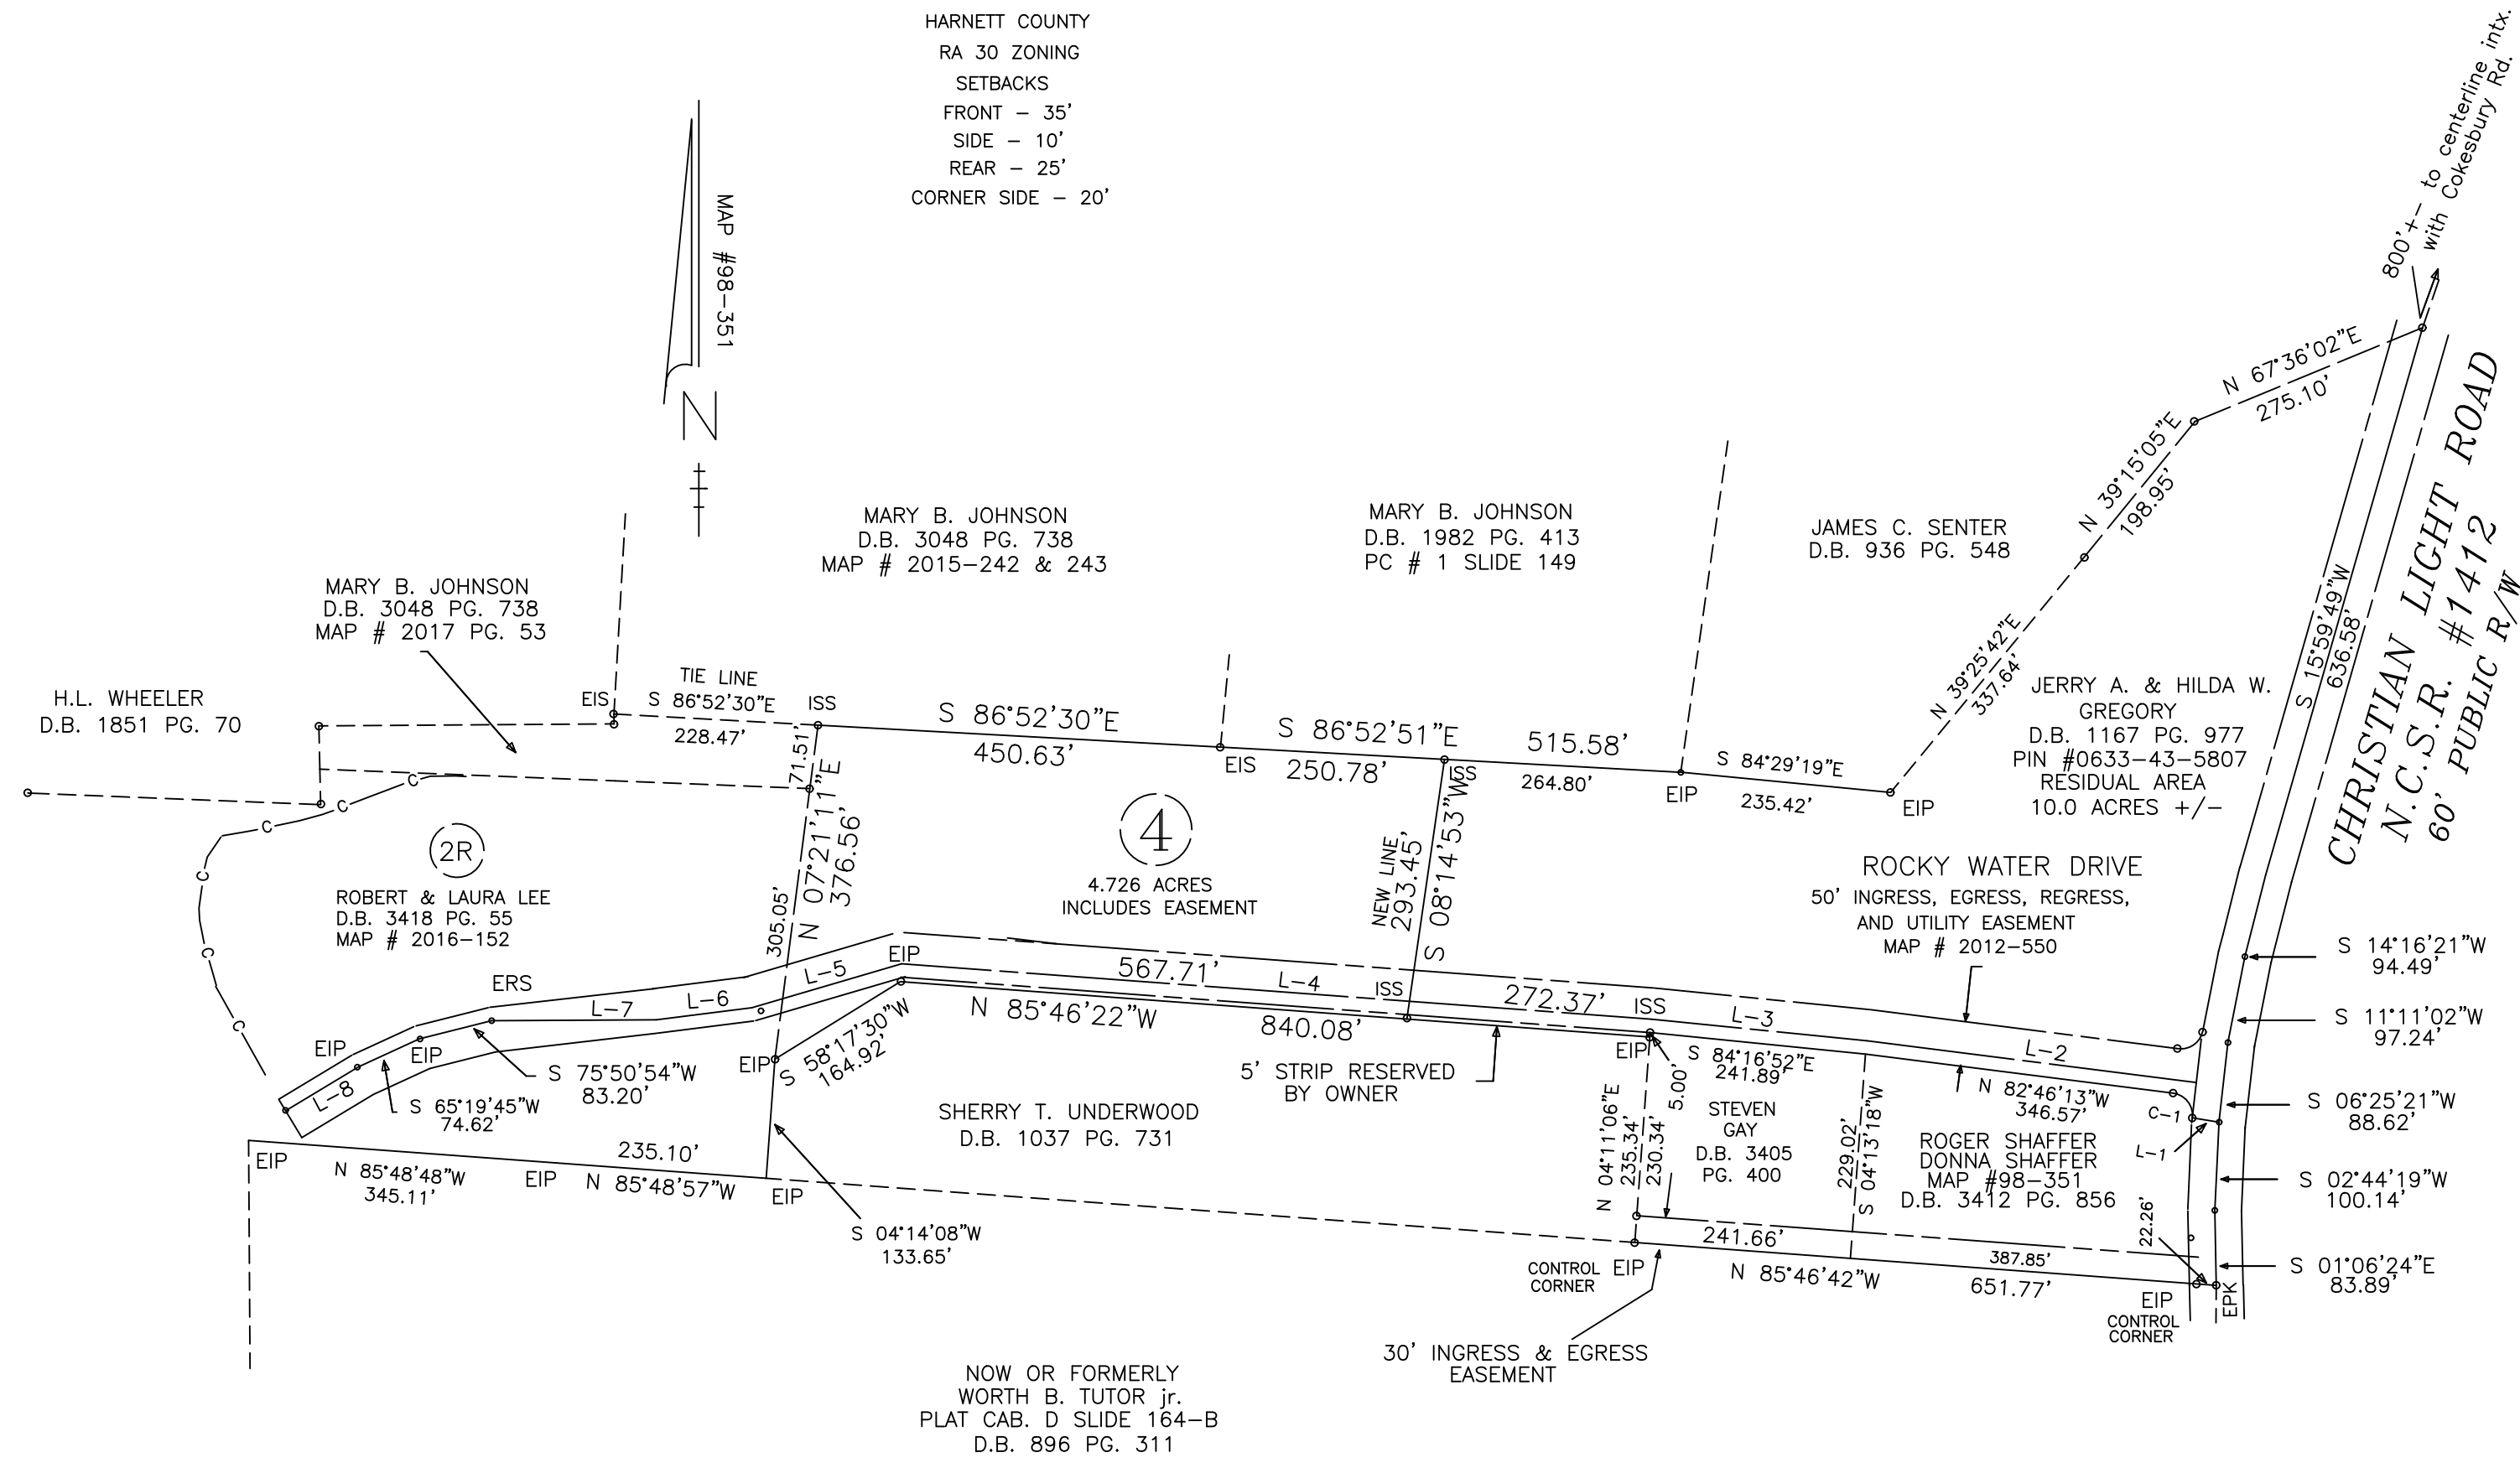 HARNETT COUNTY
RA 30 ZONING
SETBACKS
FRONT - 35'
SIDE - 10'
REAR - 25'
CORNER SIDE - 20'
MAP #98-351
N
800'+- to centerline intx.
with Cokesbury Rd.
N 67°36'02"E
275.10'
N 39°15'05"E
198.95'
N 39°25'42"E
337.64'
CHRISTIAN LIGHT ROAD
N.C.S.R. #1412
60' PUBLIC R/W
S 15°59'49"W
636.58'
MARY B. JOHNSON
D.B. 3048 PG. 738
MAP # 2015-242 & 243
MARY B. JOHNSON
D.B. 1982 PG. 413
PC # 1 SLIDE 149
JAMES C. SENTER
D.B. 936 PG. 548
MARY B. JOHNSON
D.B. 3048 PG. 738
MAP # 2017 PG. 53
H.L. WHEELER
D.B. 1851 PG. 70
EIS
TIE LINE
S 86°52'30"E
228.47'
ISS
S 86°52'30"E
450.63'
EIS
S 86°52'51"E
250.78'
515.58'
ISS
264.80'
EIP
S 84°29'19"E
235.42'
EIP
JERRY A. & HILDA W.
GREGORY
D.B. 1167 PG. 977
PIN #0633-43-5807
RESIDUAL AREA
10.0 ACRES +/-
71.51'
N 07°21'11"E
376.56'
305.05'
C
C
C
C
C
C
2R
ROBERT & LAURA LEE
D.B. 3418 PG. 55
MAP # 2016-152
4
4.726 ACRES
INCLUDES EASEMENT
NEW LINE
293.45'
S 08°14'53"W
ROCKY WATER DRIVE
50' INGRESS, EGRESS, REGRESS,
AND UTILITY EASEMENT
MAP # 2012-550
S 14°16'21"W
94.49'
S 11°11'02"W
97.24'
S 06°25'21"W
88.62'
S 02°44'19"W
100.14'
S 01°06'24"E
83.89'
ERS
L-7
L-6
L-5
EIP
567.71'
L-4
ISS
272.37'
ISS
L-3
L-2
N 85°46'22"W
840.08'
EIP
EIP
L-8
S 75°50'54"W
83.20'
S 65°19'45"W
74.62'
EIP
S 58°17'30"W
164.92'
5' STRIP RESERVED
BY OWNER
EIP
5.00'
S 84°16'52"E
241.89'
N 82°46'13"W
346.57'
C-1
L-1
SHERRY T. UNDERWOOD
D.B. 1037 PG. 731
N 04°11'06"E
235.34'
230.34'
STEVEN
GAY
D.B. 3405
PG. 400
229.02'
S 04°13'18"W
ROGER SHAFFER
DONNA SHAFFER
MAP #98-351
D.B. 3412 PG. 856
22.26'
EIP
N 85°48'48"W
345.11'
EIP
235.10'
N 85°48'57"W
EIP
S 04°14'08"W
133.65'
CONTROL
CORNER
EIP
241.66'
N 85°46'42"W
387.85'
651.77'
EIP
CONTROL
CORNER
EPK
30' INGRESS & EGRESS
EASEMENT
NOW OR FORMERLY
WORTH B. TUTOR jr.
PLAT CAB. D SLIDE 164-B
D.B. 896 PG. 311